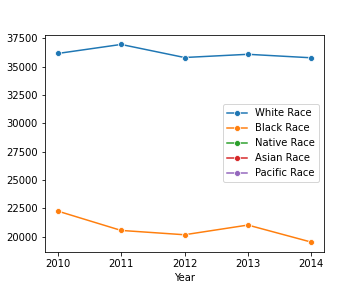 37500
35000
32500
30000
27500
25000
22500
20000
2010 2011 2012 2013 2014
Year
White Race
Black Race
Native Race
Asian Race
Pacific Race